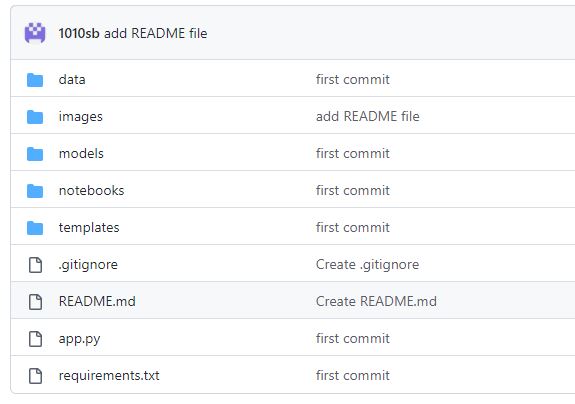 1010sb add README file
data first commit
images add README file
models first commit
notebooks first commit
templates first commit
.gitignore Create .gitignore
README.md Create README.md
app.py first commit
requirements.txt first commit